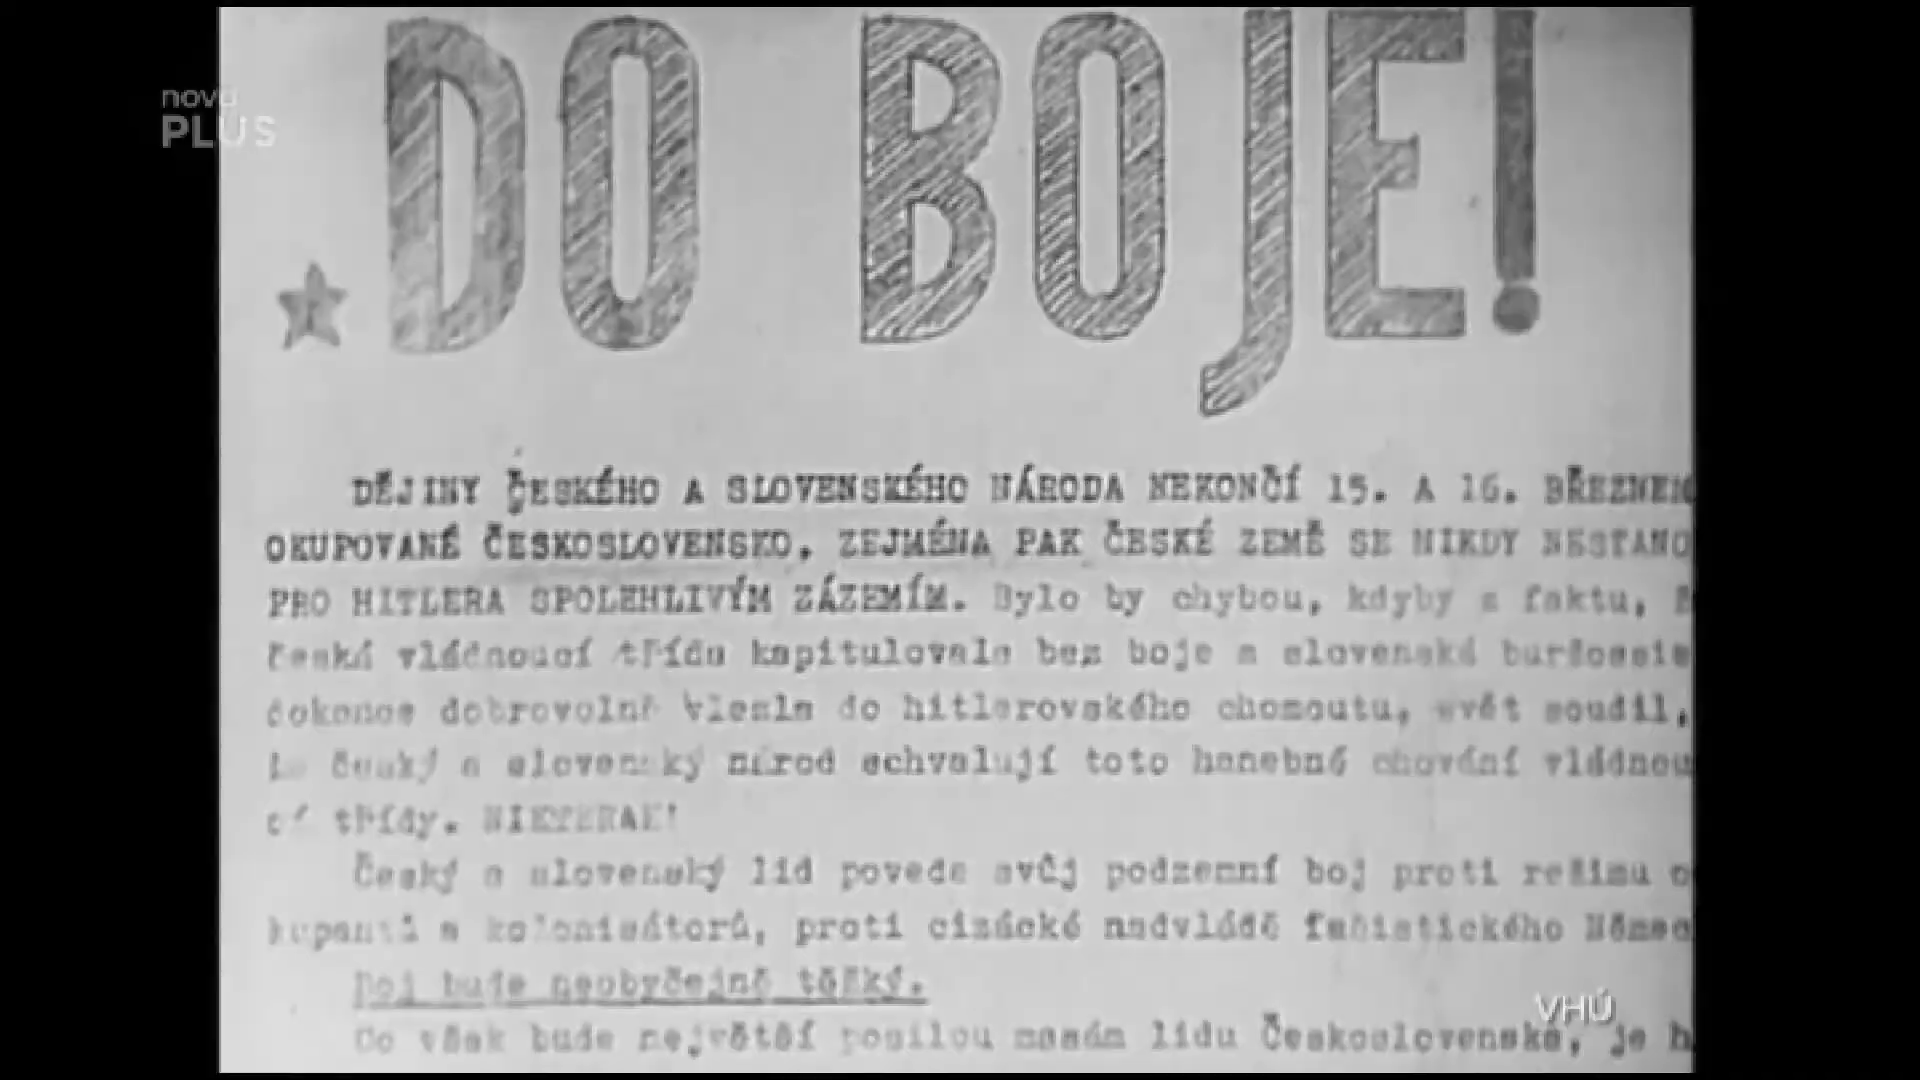 DO BOJE!
nova
PLUS
DĚJINY ČESKÉHO A SLOVENSKÉHO NÁRODA NEKONČÍ 15. A 16. BŘEZNEM
OKUPOVANÉ ČESKOSLOVENSKO, ZEJMÉNA PAK ČESKÉ ZEMĚ SE NIKDY NESTANO
PRO HITLERA SPOLEHLIVÝM ZÁZEMÍM. Bylo by chybou, kdyby z faktu,
česká vládnoucí třída kapitulovala bez boje a slovenská buržoasie
dokonce dobrovolně vlezla do hitlerovského chomoutu, svět soudil,
že český a slovenský národ schvalují toto hanebné chování vládnou
cí třídy. NIKTERAK!
Český a slovenský lid povede svůj podzemní boj proti režimu o
kupantů a kolonisátorů, proti cizácké nadvládě fašistického Němec
Boj bude neobyčejně těžký.
Co však bude největší posilou masám lidu Československa, je
VHÚ